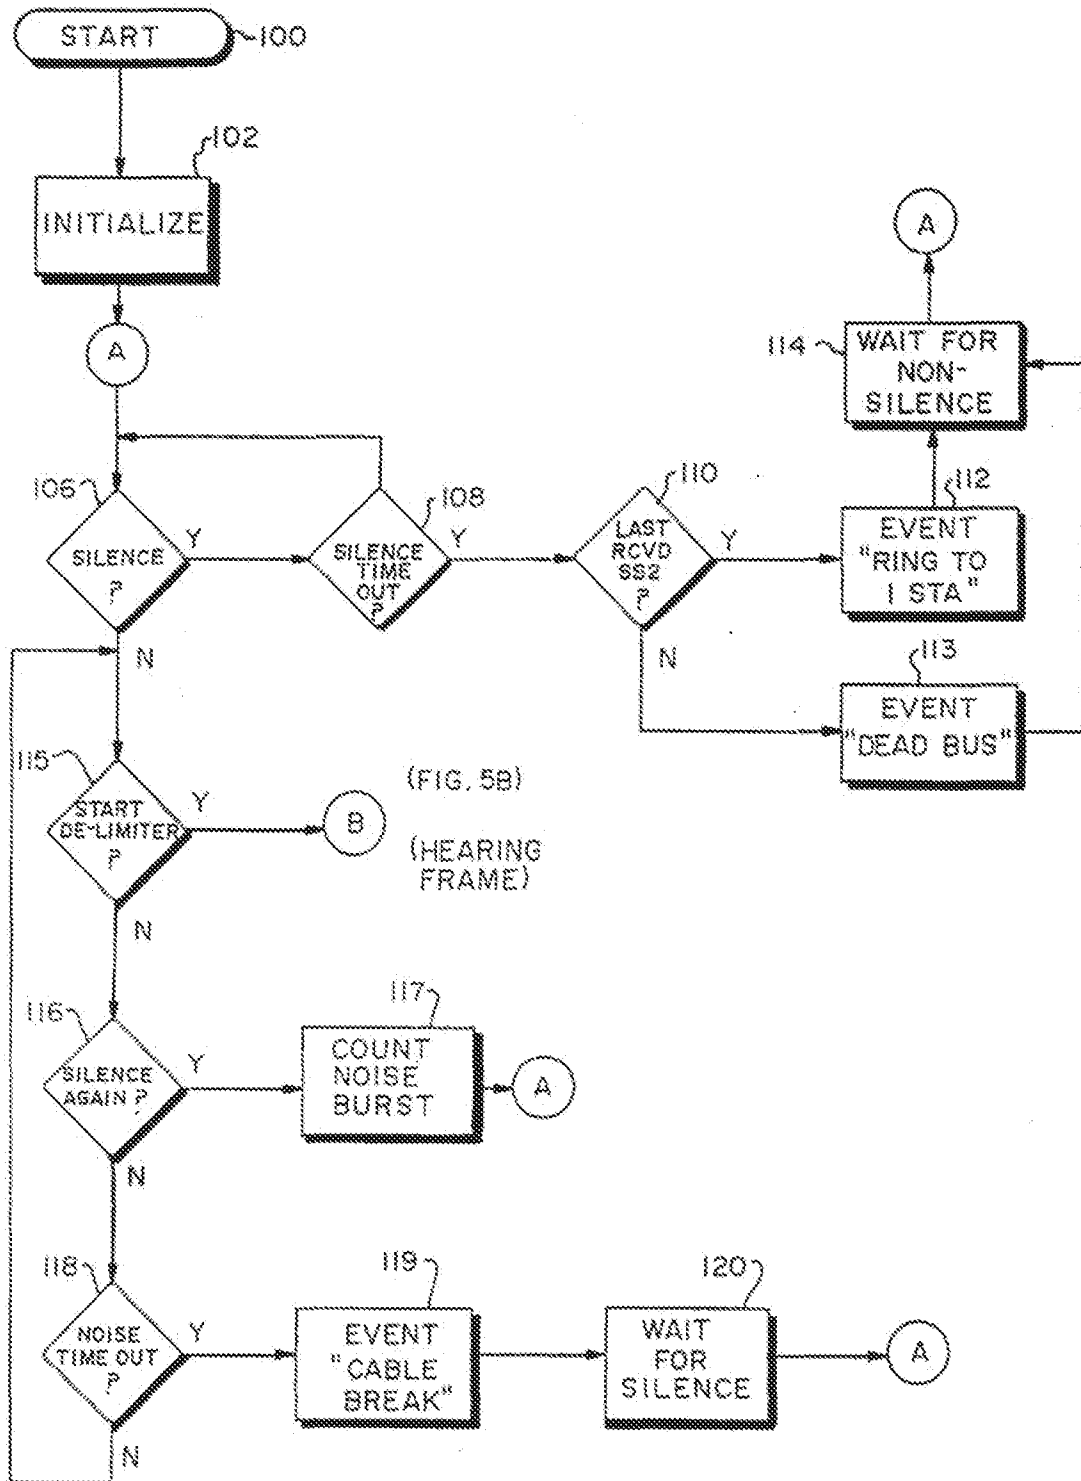 START
100
102
INITIALIZE
A
A
114
WAIT FOR
NON-
SILENCE
106
SILENCE
?
Y
N
108
SILENCE
TIME
OUT
?
Y
110
LAST
RCVD
SS2
?
Y
N
112
EVENT
"RING TO
1 STA"
113
EVENT
"DEAD BUS"
115
START
DE-LIMITER
?
Y
N
B
(FIG. 5B)
(HEARING
FRAME)
116
SILENCE
AGAIN ?
Y
N
117
COUNT
NOISE
BURST
A
118
NOISE
TIME OUT
?
Y
N
119
EVENT
"CABLE
BREAK"
120
WAIT
FOR
SILENCE
A